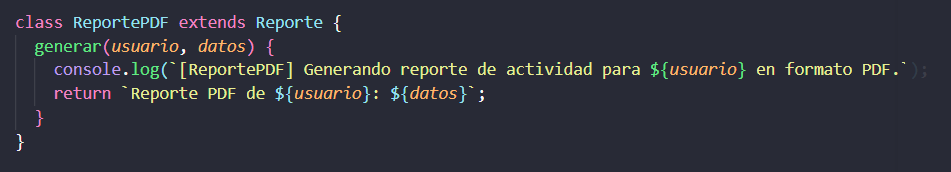 class ReportePDF extends Reporte {
generar(usuario, datos) {
console.log(`[ReportePDF] Generando reporte de actividad para ${usuario} en formato PDF.`);
return `Reporte PDF de ${usuario}: ${datos}`;
}
}